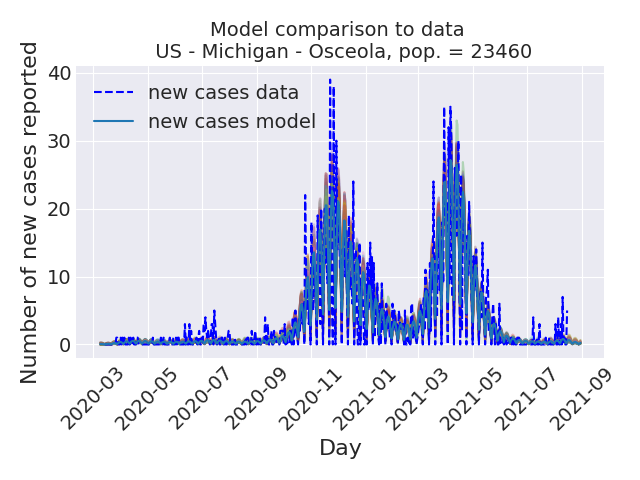 Model comparison to data
US - Michigan - Osceola, pop. = 23460
Number of new cases reported
40
30
20
10
0
new cases data
new cases model
2020-03
2020-05
2020-07
2020-09
2020-11
2021-01
2021-03
2021-05
2021-07
2021-09
Day